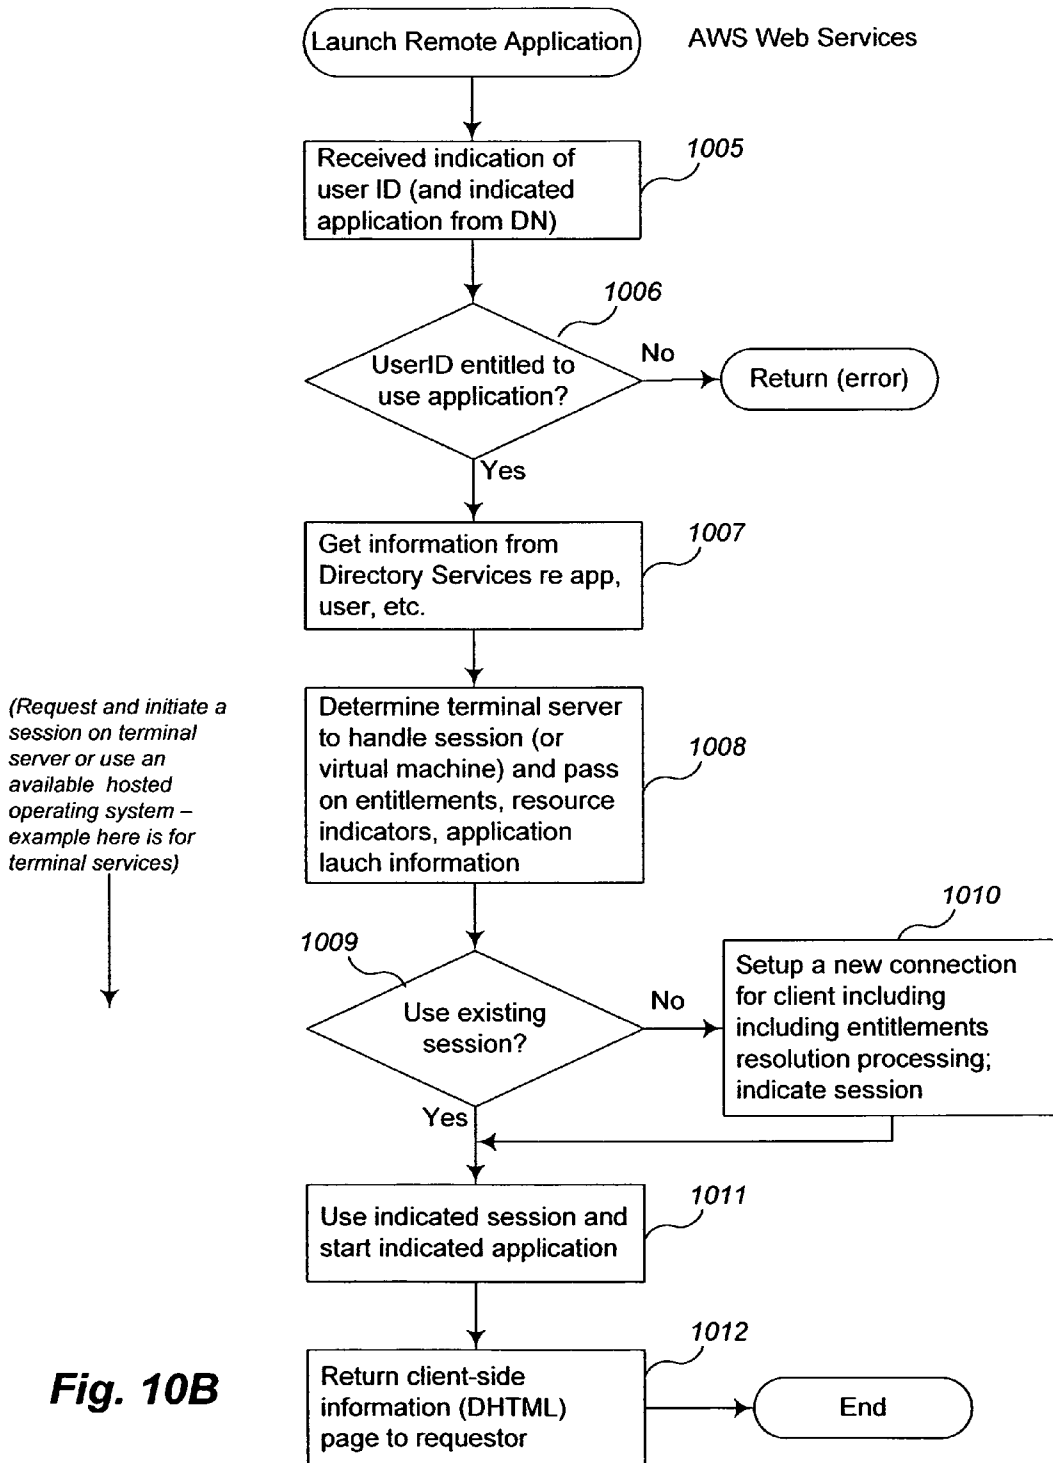 Launch Remote Application
AWS Web Services
1005
Received indication of
user ID (and indicated
application from DN)
1006
UserID entitled to
use application?
No
Return (error)
Yes
1007
Get information from
Directory Services re app,
user, etc.
(Request and initiate a
session on terminal
server or use an
available hosted
operating system –
example here is for
terminal services)
Determine terminal server
to handle session (or
virtual machine) and pass
on entitlements, resource
indicators, application
lauch information
1008
1009
Use existing
session?
No
1010
Setup a new connection
for client including
including entitlements
resolution processing;
indicate session
Yes
1011
Use indicated session and
start indicated application
1012
Return client-side
information (DHTML)
page to requestor
End
Fig. 10B